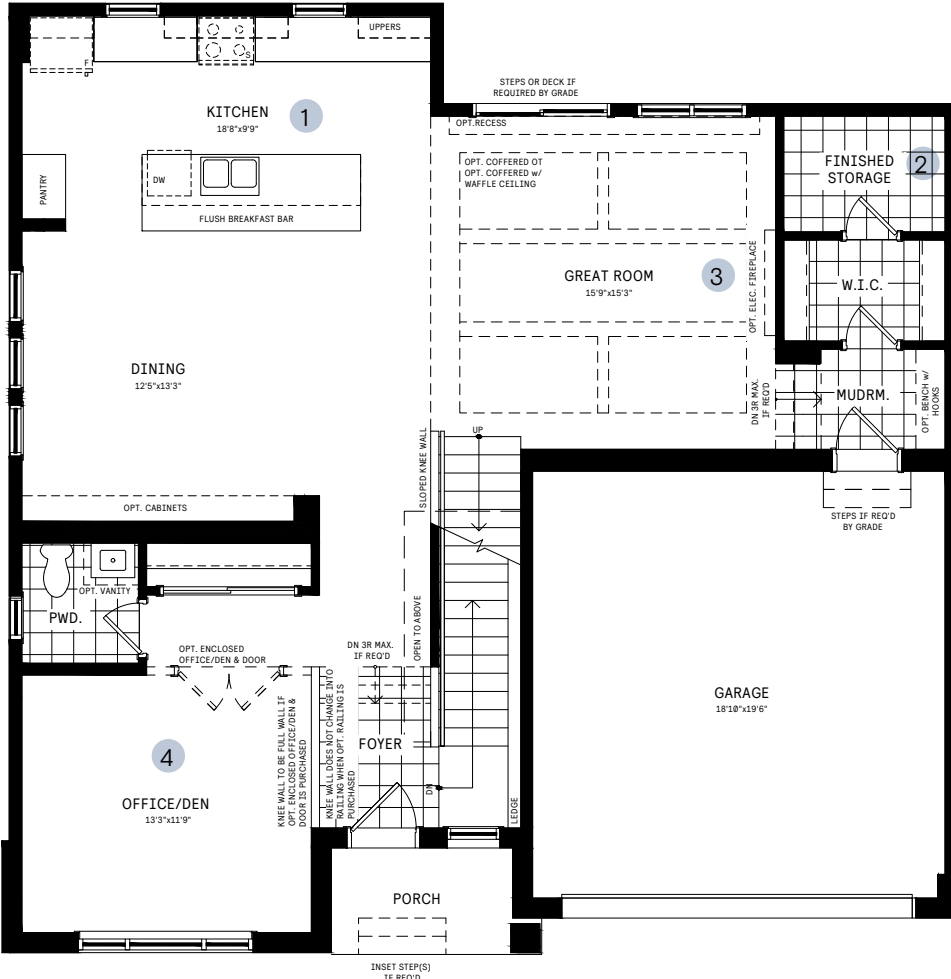 UPPERS
F
S
KITCHEN
18'8"x9'9"
1
STEPS OR DECK IF
REQUIRED BY GRADE
OPT.RECESS
OPT. COFFERED OT
OPT. COFFERED w/
WAFFLE CEILING
FINISHED
STORAGE
2
PANTRY
DW
FLUSH BREAKFAST BAR
GREAT ROOM
15'9"x15'3"
3
OPT. ELEC. FIREPLACE
W.I.C.
DINING
12'5"x13'3"
DN 3R MAX.
IF REQ'D
MUDRM.
OPT. BENCH w/
HOOKS
UP
SLOPED KNEE WALL
OPT. CABINETS
STEPS IF REQ'D
BY GRADE
OPT. VANITY
PWD.
OPEN TO ABOVE
OPT. ENCLOSED
OFFICE/DEN & DOOR
DN 3R MAX.
IF REQ'D
GARAGE
18'10"x19'6"
4
OFFICE/DEN
13'3"x11'9"
KNEE WALL TO BE FULL WALL IF
OPT. ENCLOSED OFFICE/DEN &
DOOR IS PURCHASED
KNEE WALL DOES NOT CHANGE INTO
RAILING WHEN OPT. RAILING IS
PURCHASED
FOYER
DN
LEDGE
PORCH
INSET STEP(S)
IF REQ'D